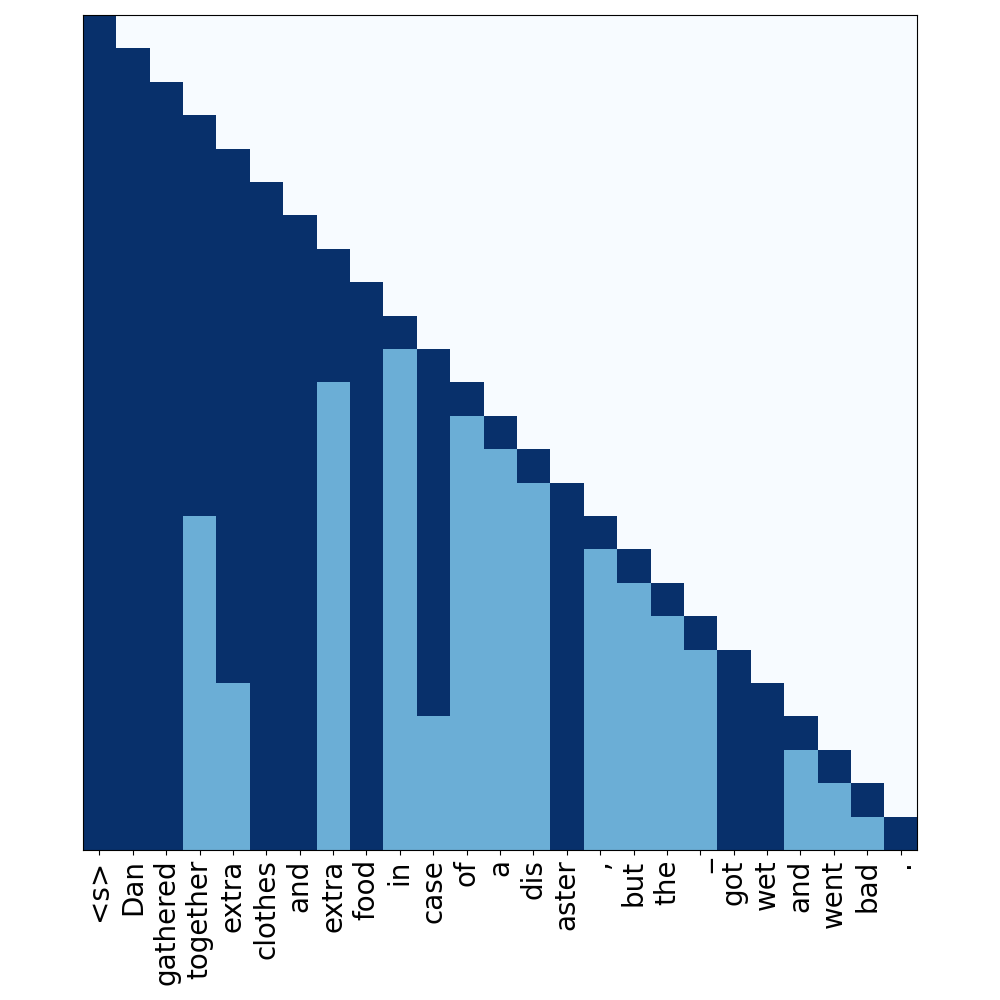 <s> Dan gathered together extra clothes and extra food in case of a dis aster , but the _ got wet and went bad .